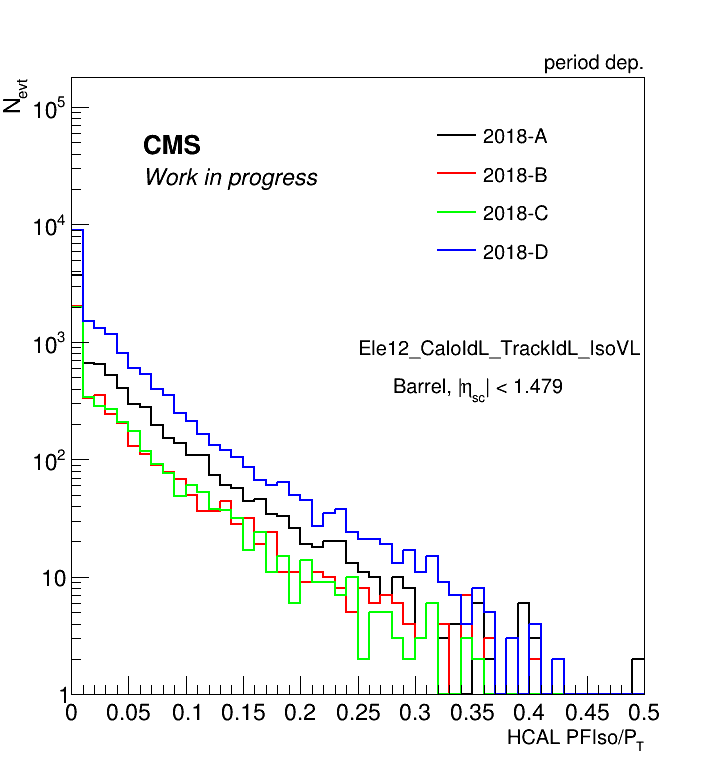 period dep.
N_evt
10^5
10^4
10^3
10^2
10
1
CMS
Work in progress
2018-A
2018-B
2018-C
2018-D
Ele12_CaloIdL_TrackIdL_IsoVL
Barrel, |η_sc| < 1.479
0 0.05 0.1 0.15 0.2 0.25 0.3 0.35 0.4 0.45 0.5
HCAL PFIso/P_T